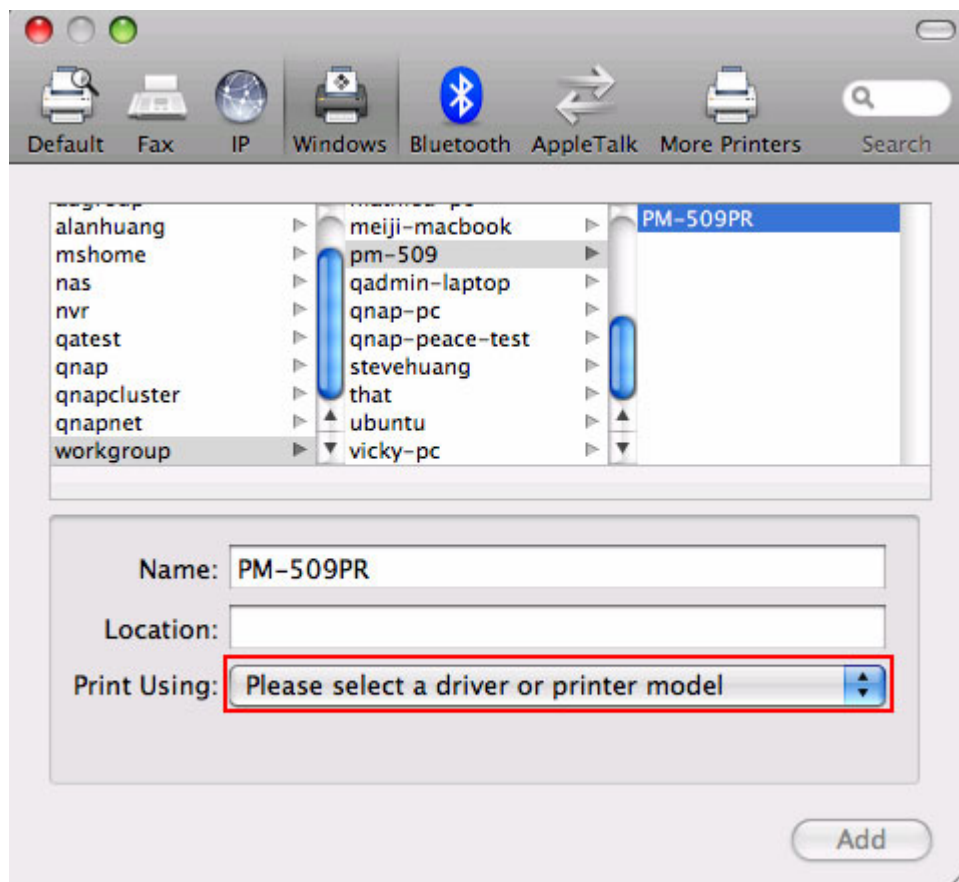 Default Fax IP Windows Bluetooth AppleTalk More Printers Search
alanhuang
mshome
nas
nvr
qatest
qnap
qnapcluster
qnapnet
workgroup
meiji-macbook
pm-509
qadmin-laptop
qnap-pc
qnap-peace-test
stevehuang
that
ubuntu
vicky-pc
PM-509PR
Name: PM-509PR
Location:
Print Using: Please select a driver or printer model
Add